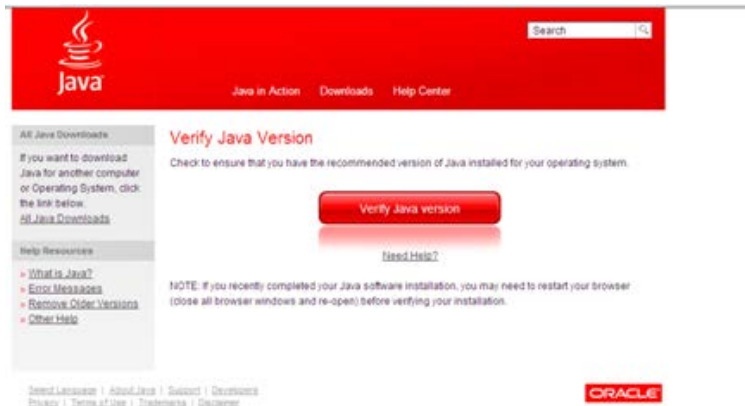 Search
Java
Java in Action Downloads Help Center
All Java Downloads
If you want to download
Java for another computer
or Operating System, click
the link below.
All Java Downloads
Help Resources
» What is Java?
» Error Messages
» Remove Older Versions
» Other Help
Verify Java Version
Check to ensure that you have the recommended version of Java installed for your operating system.
Verify Java version
Need Help?
NOTE: If you recently completed your Java software installation, you may need to restart your browser
(close all browser windows and re-open) before verifying your installation.
Select Language | About Java | Support | Developers
Privacy | Terms of Use | Trademarks | Disclaimer
ORACLE